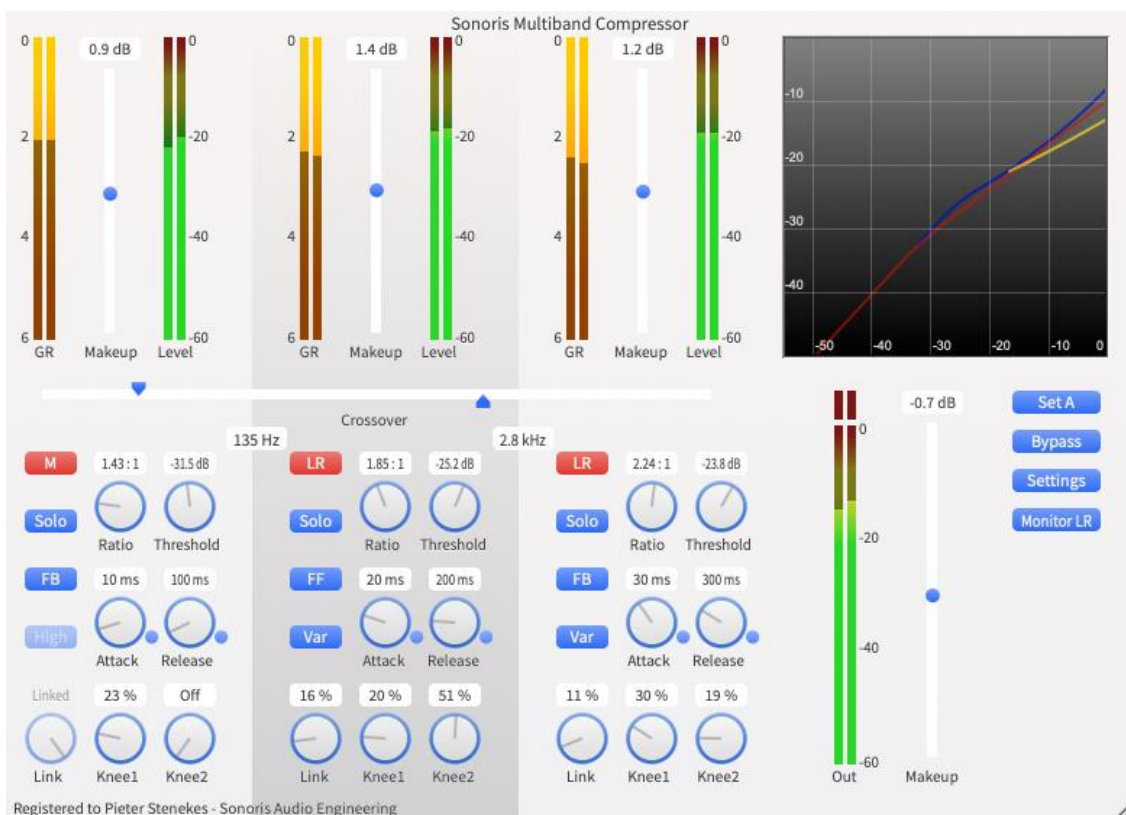 Sonoris Multiband Compressor
0 0.9 dB 0 0 1.4 dB 0 0 1.2 dB 0
2 -20 2 -20 2 -20
4 -40 4 -40 4 -40
6 -60 6 -60 6 -60
GR Makeup Level GR Makeup Level GR Makeup Level
-10
-20
-30
-40
-50 -40 -30 -20 -10 0
Crossover
135 Hz 2.8 kHz
M 1.43 : 1 -31.5 dB LR 1.85 : 1 -25.2 dB LR 2.24 : 1 -23.8 dB
Solo Ratio Threshold Solo Ratio Threshold Solo Ratio Threshold
FB 10 ms 100 ms FF 20 ms 200 ms FB 30 ms 300 ms
High Attack Release Var Attack Release Var Attack Release
Linked 23 % Off 16 % 20 % 51 % 11 % 30 % 19 %
Link Knee1 Knee2 Link Knee1 Knee2 Link Knee1 Knee2
-0.7 dB
0
-20
-40
-60
Out Makeup
Set A
Bypass
Settings
Monitor LR
Registered to Pieter Stenekes - Sonoris Audio Engineering